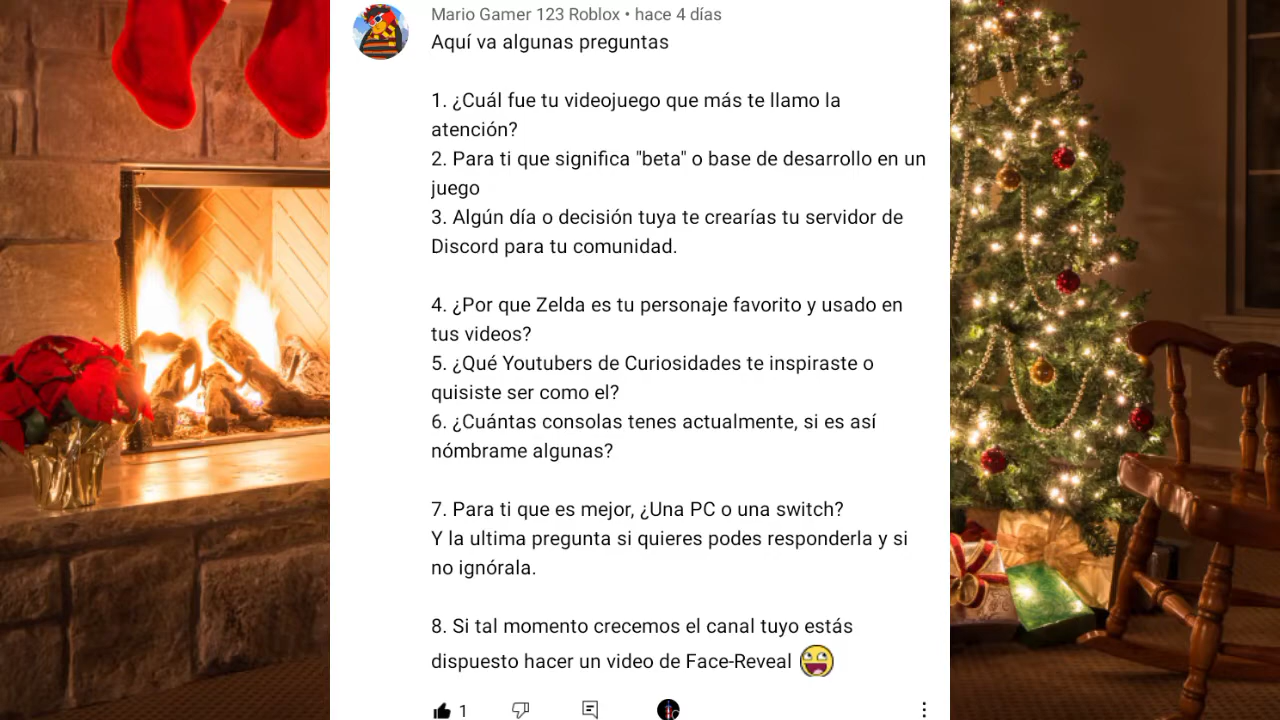 Mario Gamer 123 Roblox • hace 4 días
Aquí va algunas preguntas
1. ¿Cuál fue tu videojuego que más te llamo la
atención?
2. Para ti que significa "beta" o base de desarrollo en un
juego
3. Algún día o decisión tuya te crearías tu servidor de
Discord para tu comunidad.
4. ¿Por que Zelda es tu personaje favorito y usado en
tus videos?
5. ¿Qué Youtubers de Curiosidades te inspiraste o
quisiste ser como el?
6. ¿Cuántas consolas tenes actualmente, si es así
nómbrame algunas?
7. Para ti que es mejor, ¿Una PC o una switch?
Y la ultima pregunta si quieres podes responderla y si
no ignórala.
8. Si tal momento crecemos el canal tuyo estás
dispuesto hacer un video de Face-Reveal
1